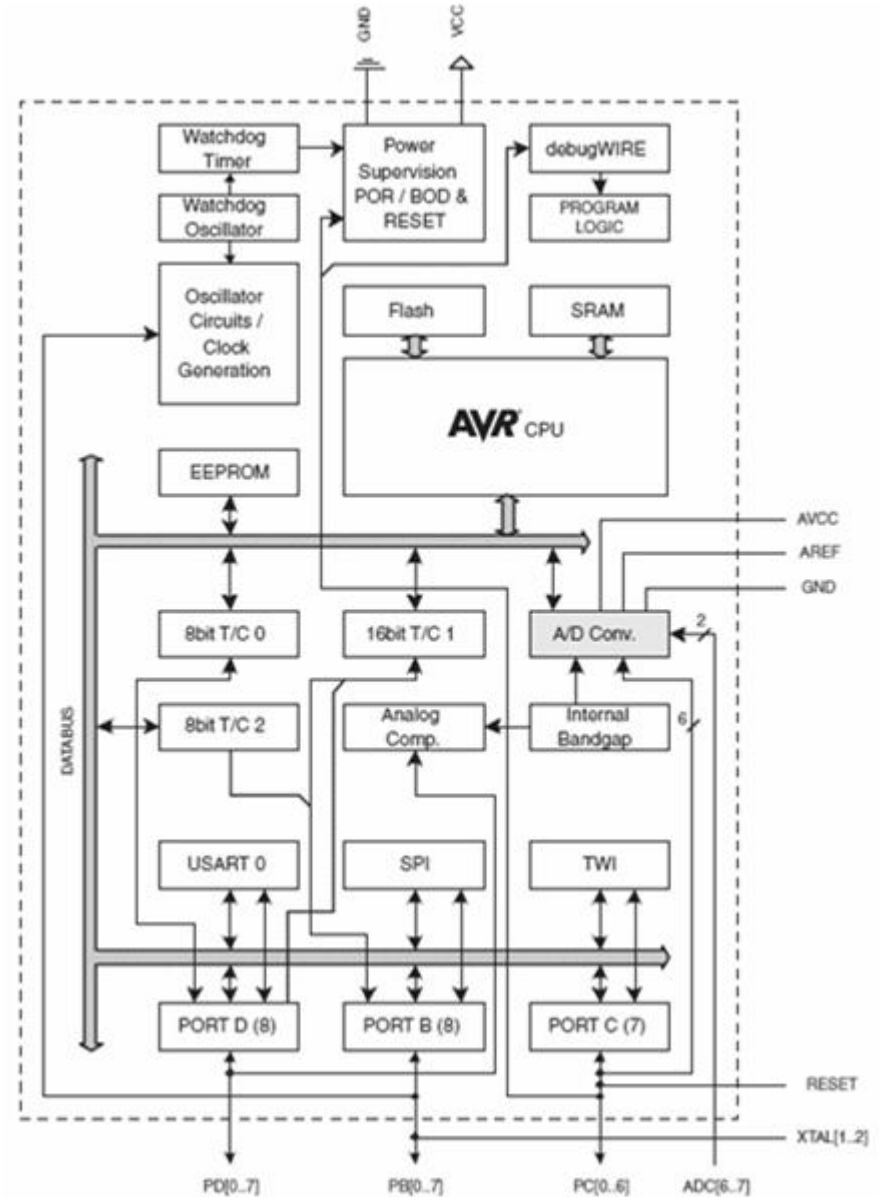 GND
VCC
Watchdog
Timer
Power
Supervision
POR / BOD &
RESET
debugWIRE
Watchdog
Oscillator
PROGRAM
LOGIC
Oscillator
Circuits /
Clock
Generation
Flash
SRAM
AVR CPU
EEPROM
AVCC
AREF
GND
8bit T/C 0
16bit T/C 1
A/D Conv.
2
8bit T/C 2
Analog
Comp.
Internal
Bandgap
6
DATABUS
USART 0
SPI
TWI
PORT D (8)
PORT B (8)
PORT C (7)
RESET
XTAL[1..2]
PD[0..7]
PB[0..7]
PC[0..6]
ADC[6..7]